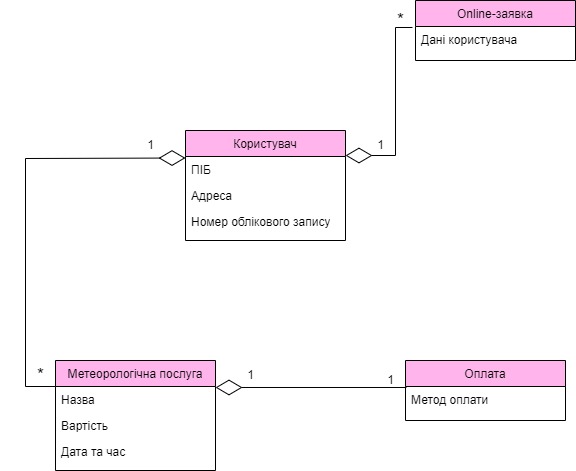 *
Online-заявка
Дані користувача
1
Користувач
1
ПІБ
Адреса
Номер облікового запису
*
Метеорологічна послуга
1
1
Оплата
Назва
Метод оплати
Вартість
Дата та час